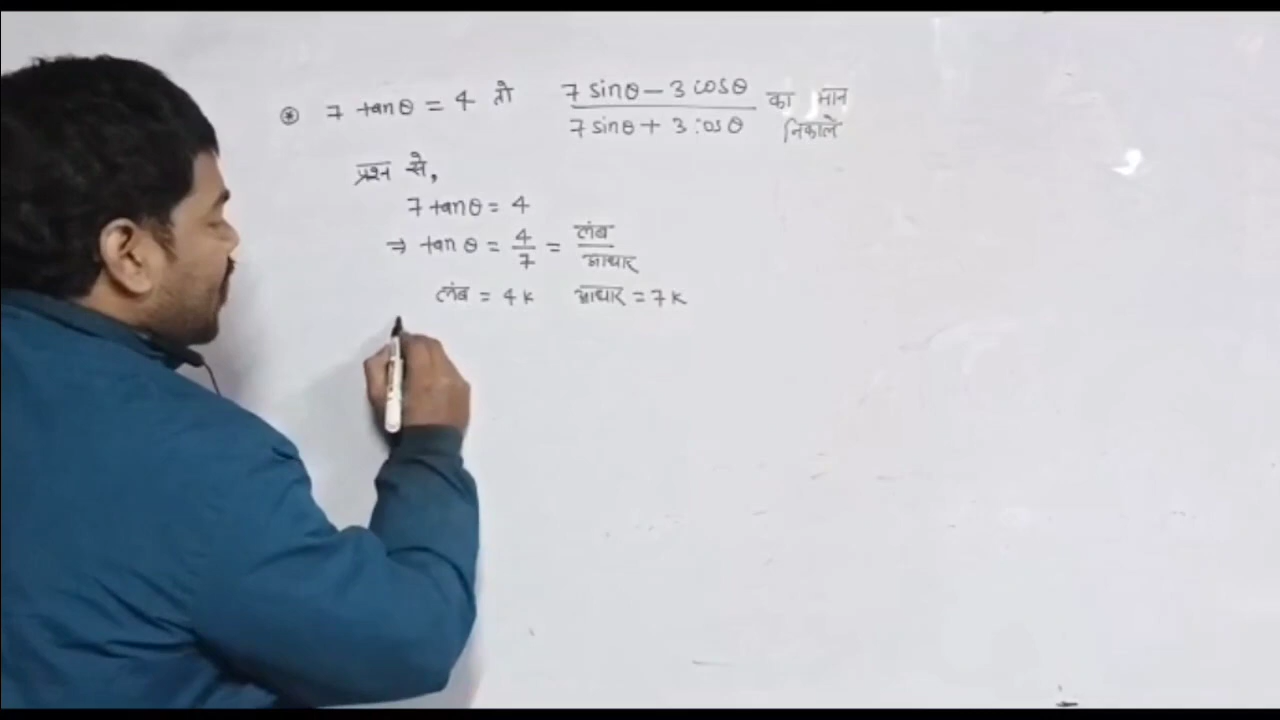 ⊛ 7 tanθ = 4 तो (7 sinθ − 3 cosθ)/(7 sinθ + 3 cosθ) का मान
निकालें
प्रश्न से,
7 tanθ = 4
⇒ tan θ = 4/7 = लंब/आधार
लंब = 4k आधार = 7k